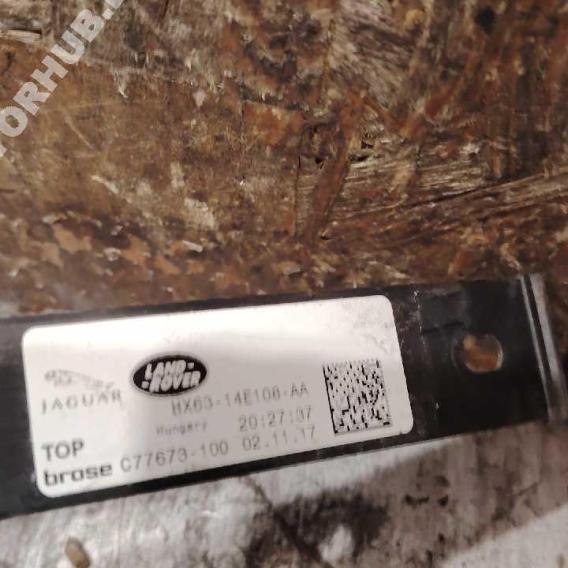 JAGUAR
LAND-
-ROVER
HX63-14E108-AA
Hungary 20:27:37
TOP
brose C77673-100 02.11.17